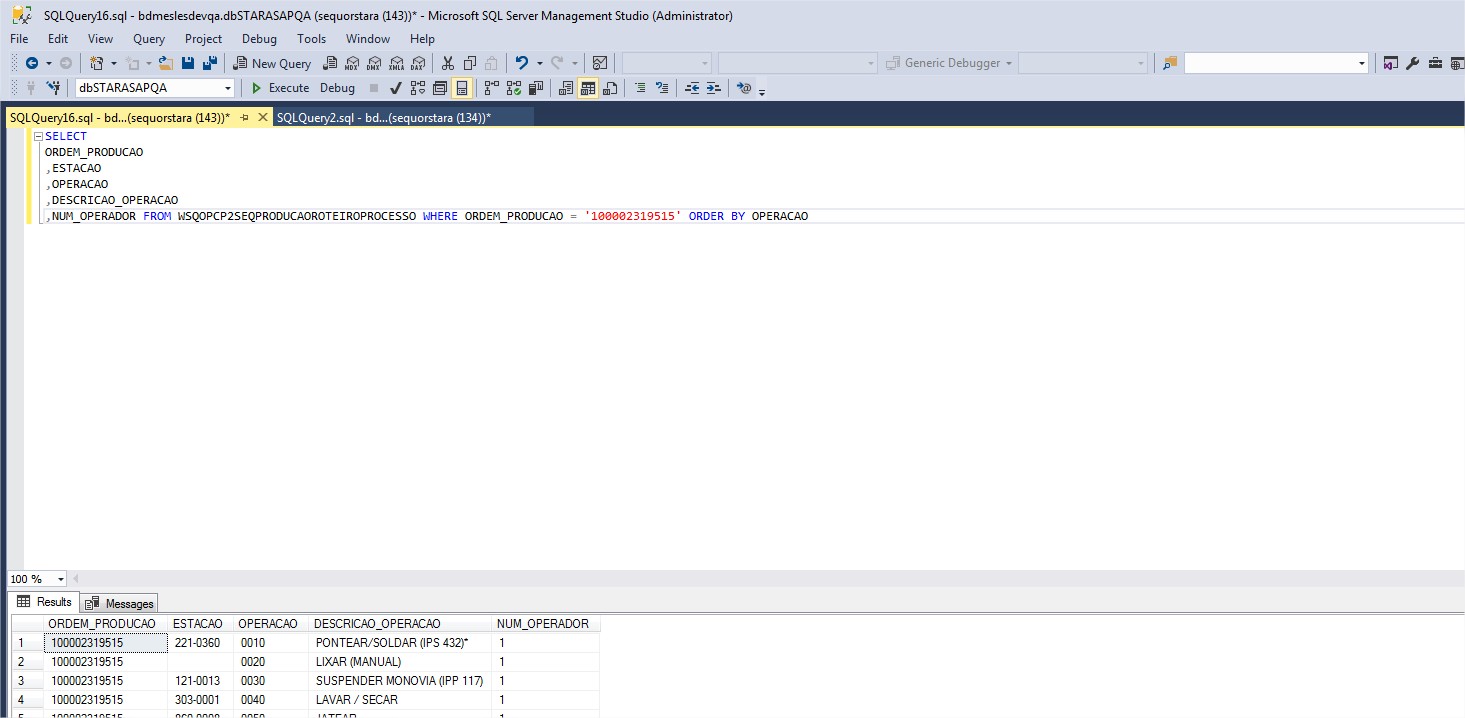 SQLQuery16.sql - bdmeslesdevqa.dbSTARASAPQA (sequorstara (143))* - Microsoft SQL Server Management Studio (Administrator)
File Edit View Query Project Debug Tools Window Help
New Query MDX DMX XMLA DAX Generic Debugger
dbSTARASAPQA Execute Debug
SQLQuery16.sql - bd...(sequorstara (143))* SQLQuery2.sql - bd...(sequorstara (134))*
SELECT
ORDEM_PRODUCAO
,ESTACAO
,OPERACAO
,DESCRICAO_OPERACAO
,NUM_OPERADOR FROM WSQOPCP2SEQPRODUCAOROTEIROPROCESSO WHERE ORDEM_PRODUCAO = '100002319515' ORDER BY OPERACAO
100 %
Results Messages
ORDEM_PRODUCAO ESTACAO OPERACAO DESCRICAO_OPERACAO NUM_OPERADOR
1 100002319515 221-0360 0010 PONTEAR/SOLDAR (IPS 432)* 1
2 100002319515 0020 LIXAR (MANUAL) 1
3 100002319515 121-0013 0030 SUSPENDER MONOVIA (IPP 117) 1
4 100002319515 303-0001 0040 LAVAR / SECAR 1
5 100002319515 0050 JATEAR 1